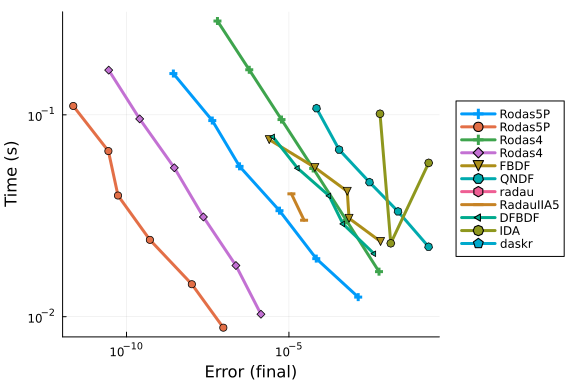 Time (s)
10⁻¹
10⁻²
10⁻¹⁰
10⁻⁵
Error (final)
Rodas5P
Rodas5P
Rodas4
Rodas4
FBDF
QNDF
radau
RadauIIA5
DFBDF
IDA
daskr